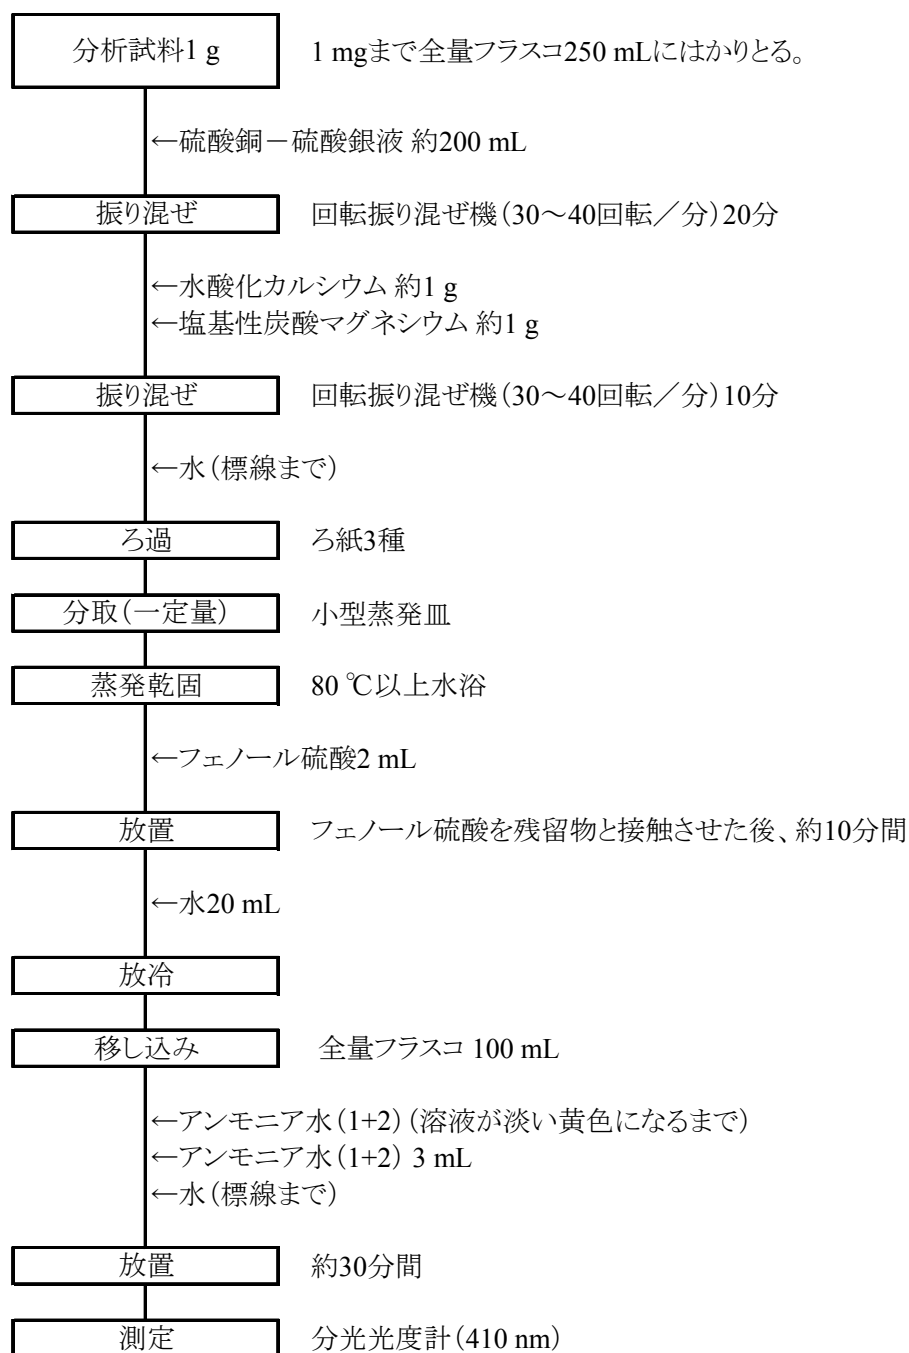 分析試料1 g　1 mgまで全量フラスコ250 mLにはかりとる。
←硫酸銅－硫酸銀液 約200 mL
振り混ぜ　回転振り混ぜ機(30～40回転／分)20分
←水酸化カルシウム 約1 g
←塩基性炭酸マグネシウム 約1 g
振り混ぜ　回転振り混ぜ機(30～40回転／分)10分
←水(標線まで)
ろ過　ろ紙3種
分取(一定量)　小型蒸発皿
蒸発乾固　80 ℃以上水浴
←フェノール硫酸2 mL
放置　フェノール硫酸を残留物と接触させた後、約10分間
←水20 mL
放冷
移し込み　全量フラスコ 100 mL
←アンモニア水(1+2)(溶液が淡い黄色になるまで)
←アンモニア水(1+2) 3 mL
←水(標線まで)
放置　約30分間
測定　分光光度計(410 nm)